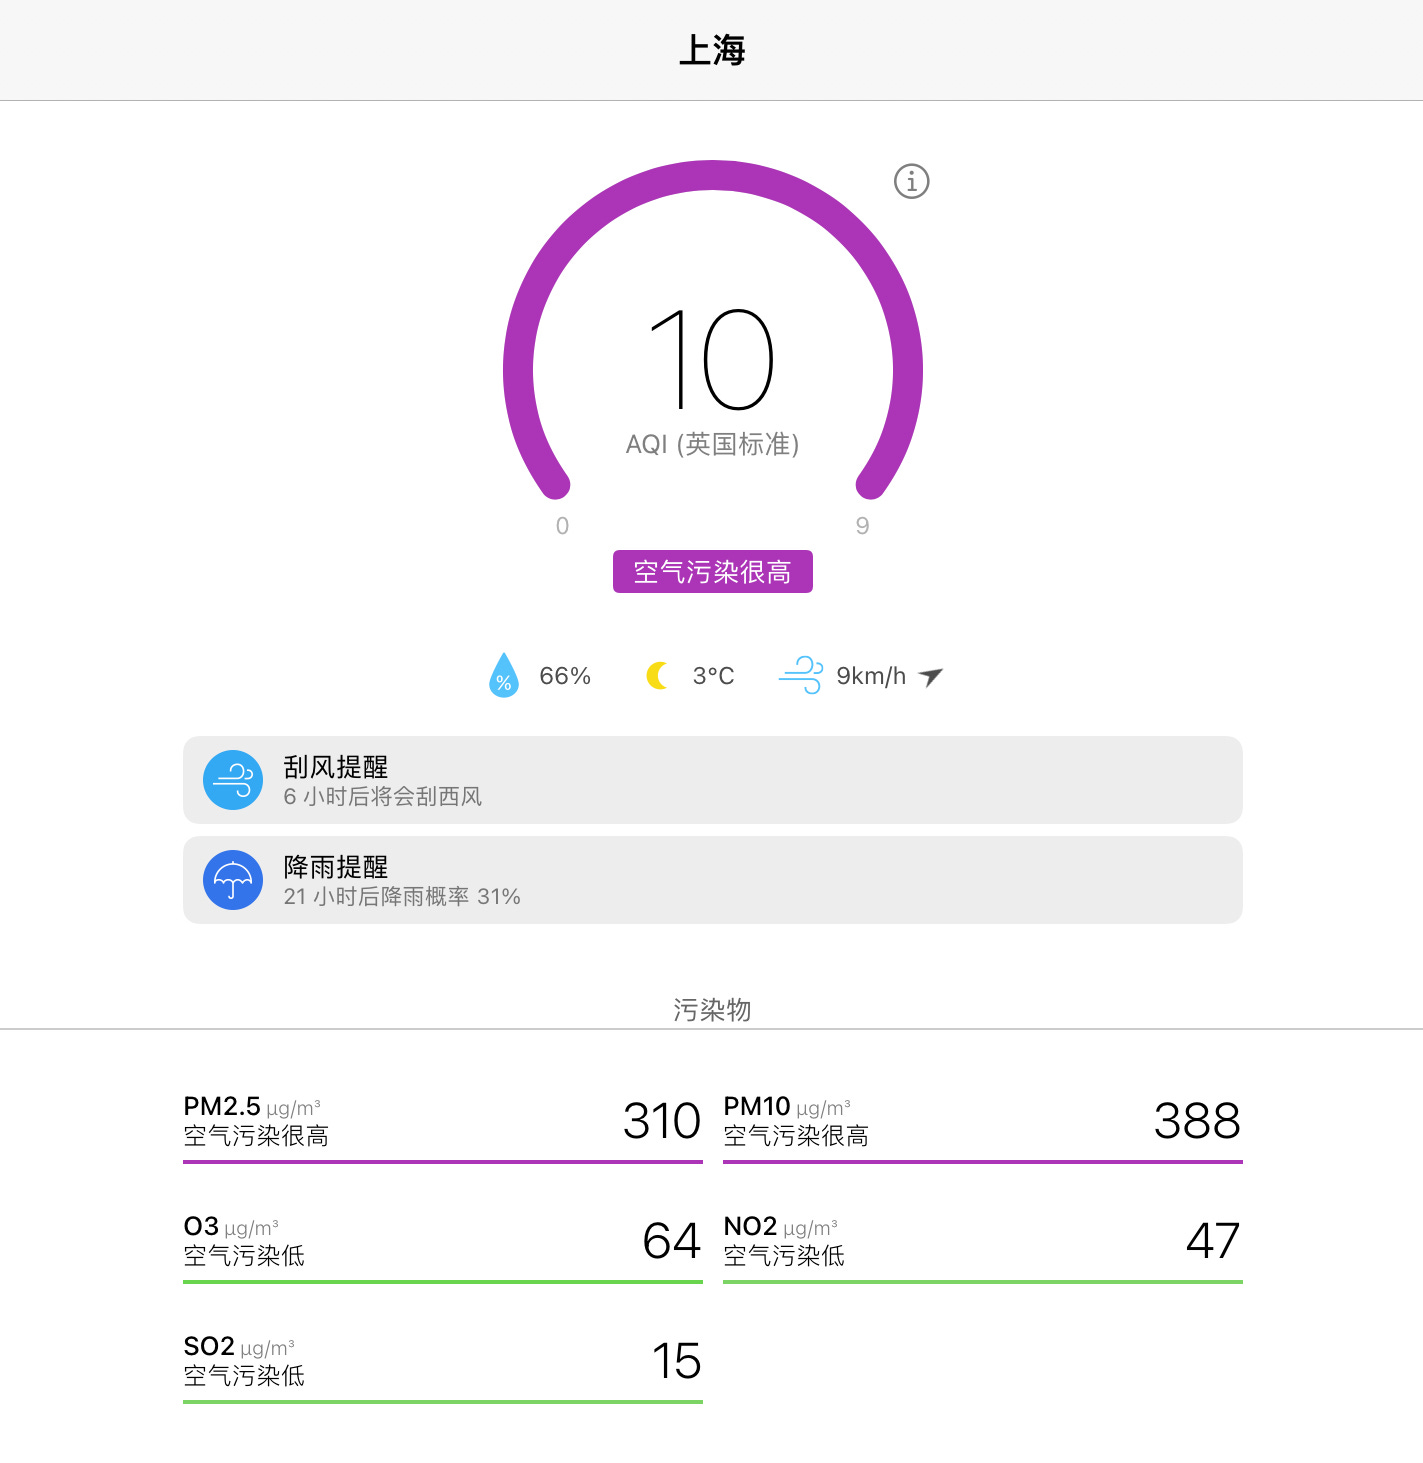 上海
10
AQI (英国标准)
0
9
空气污染很高
%
66%
3°C
9km/h
刮风提醒
6 小时后将会刮西风
降雨提醒
21 小时后降雨概率 31%
污染物
PM2.5 µg/m³
310
空气污染很高
PM10 µg/m³
388
空气污染很高
O3 µg/m³
64
空气污染低
NO2 µg/m³
47
空气污染低
SO2 µg/m³
15
空气污染低